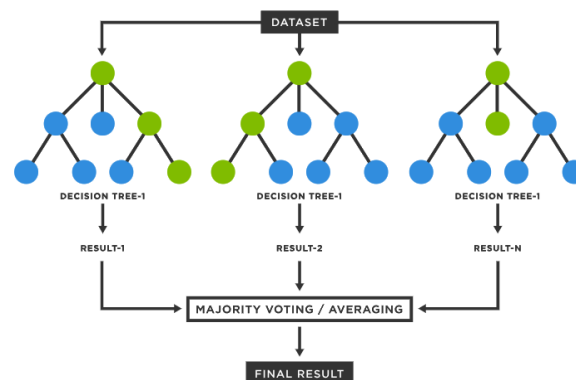 DATASET
DECISION TREE-1
DECISION TREE-1
DECISION TREE-1
RESULT-1
RESULT-2
RESULT-N
MAJORITY VOTING / AVERAGING
FINAL RESULT